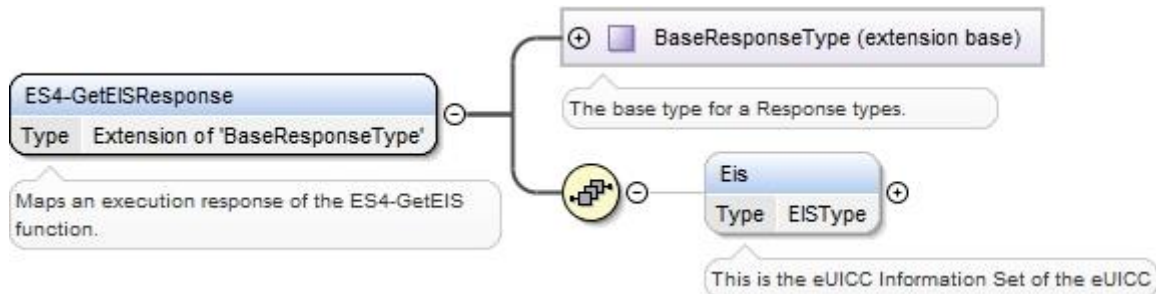 BaseResponseType (extension base)
The base type for a Response types.
ES4-GetEISResponse
Type Extension of 'BaseResponseType'
Maps an execution response of the ES4-GetEIS
function.
Eis
Type EISType
This is the eUICC Information Set of the eUICC